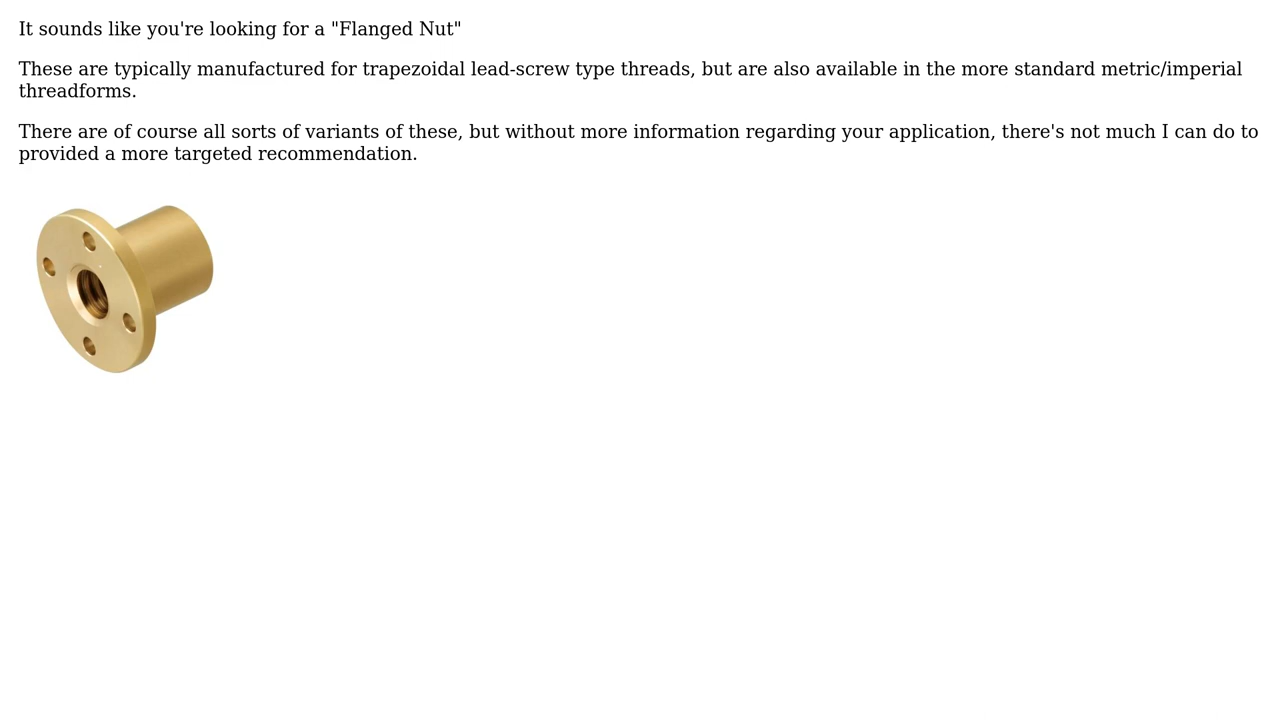 It sounds like you're looking for a "Flanged Nut"
These are typically manufactured for trapezoidal lead-screw type threads, but are also available in the more standard metric/imperial
threadforms.
There are of course all sorts of variants of these, but without more information regarding your application, there's not much I can do to
provided a more targeted recommendation.